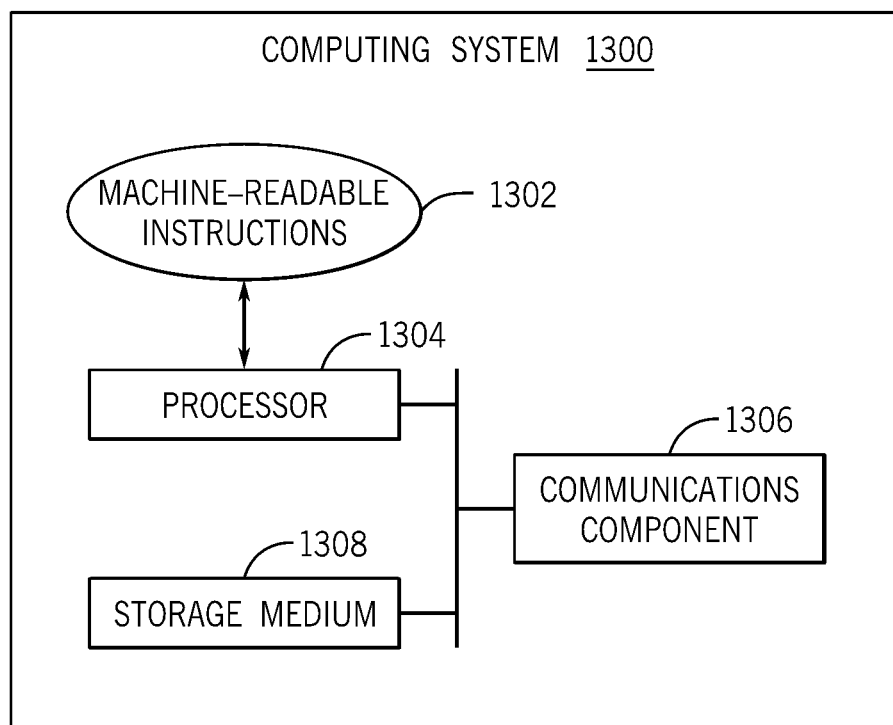 COMPUTING SYSTEM 1300
MACHINE–READABLE
INSTRUCTIONS
1302
1304
PROCESSOR
1306
COMMUNICATIONS
COMPONENT
1308
STORAGE MEDIUM